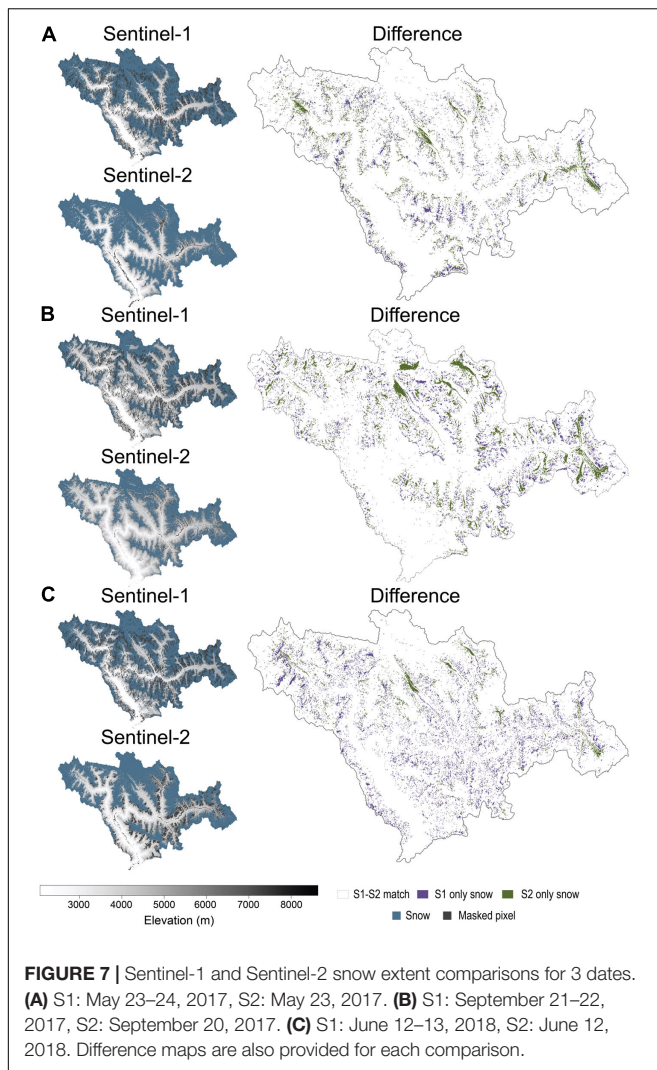 A
Sentinel-1
Difference
Sentinel-2
B
Sentinel-1
Difference
Sentinel-2
C
Sentinel-1
Difference
Sentinel-2
3000 4000 5000 6000 7000 8000
Elevation (m)
S1-S2 match S1 only snow S2 only snow
Snow Masked pixel
FIGURE 7 | Sentinel-1 and Sentinel-2 snow extent comparisons for 3 dates.
(A) S1: May 23–24, 2017, S2: May 23, 2017. (B) S1: September 21–22,
2017, S2: September 20, 2017. (C) S1: June 12–13, 2018, S2: June 12,
2018. Difference maps are also provided for each comparison.